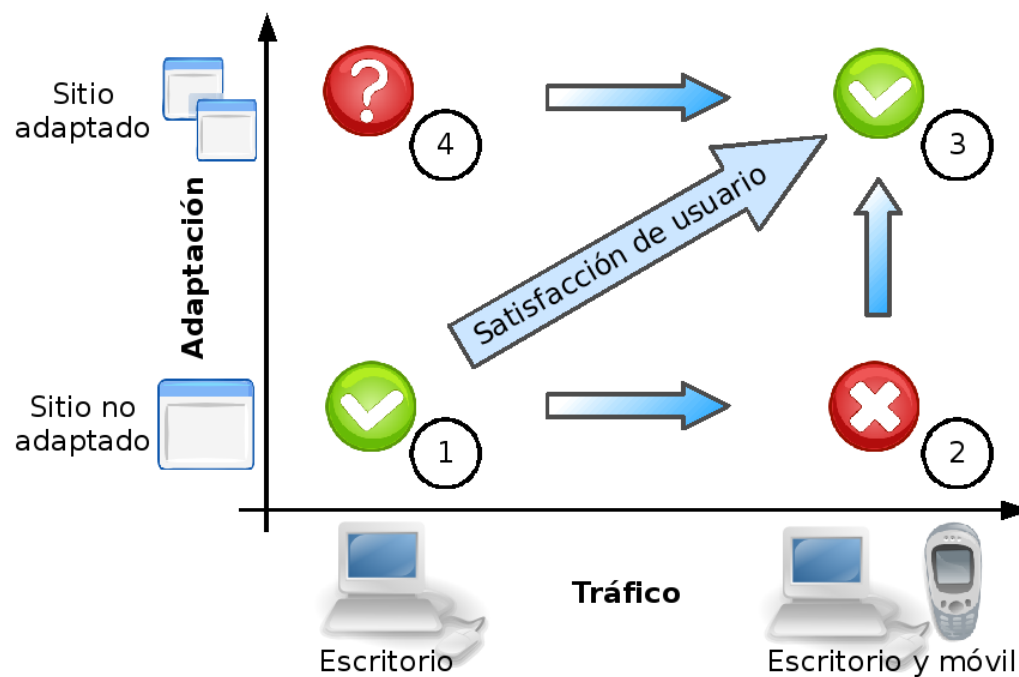 Sitio
adaptado
4
3
Adaptación
Satisfacción de usuario
Sitio no
adaptado
1
2
Tráfico
Escritorio
Escritorio y móvil